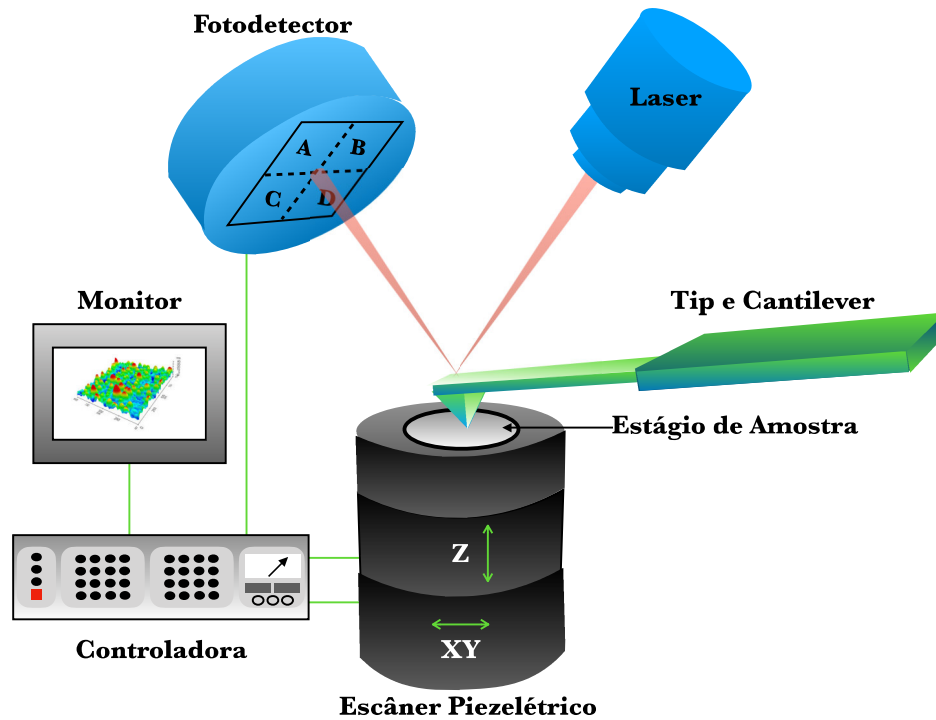 Fotodetector
Laser
A B
C D
Monitor
Tip e Cantilever
Estágio de Amostra
Z
XY
Controladora
Escâner Piezelétrico